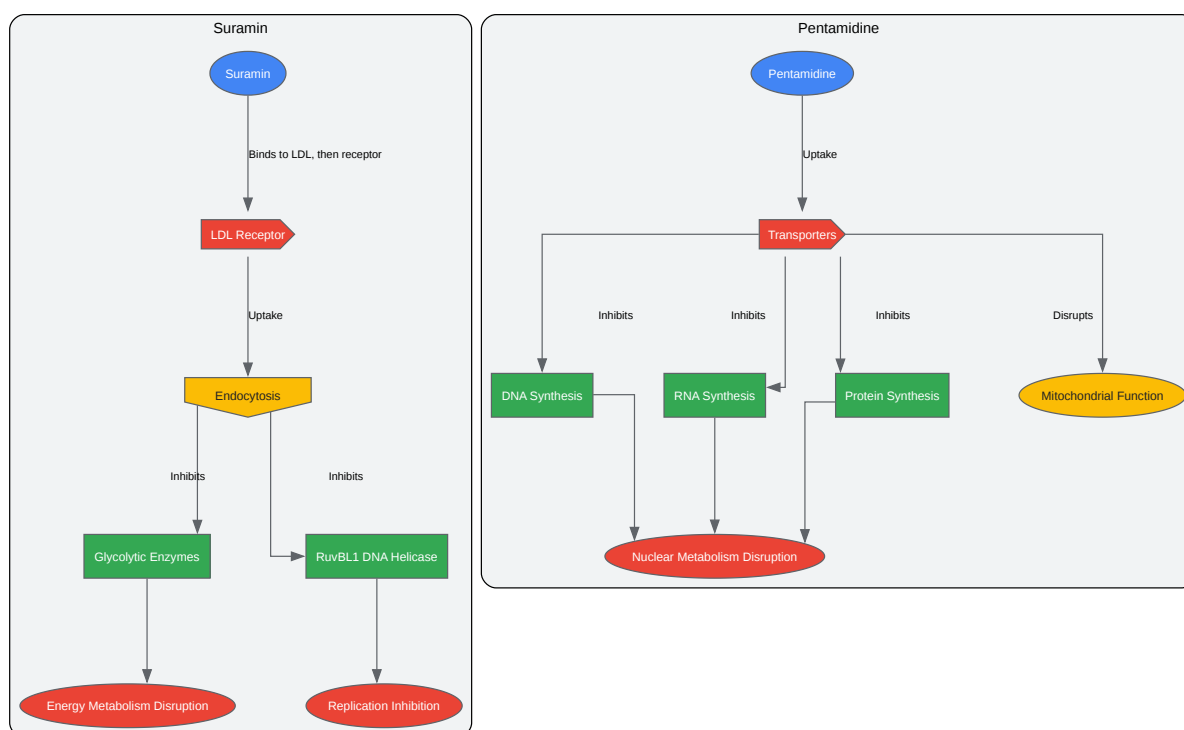 Suramin
Suramin
Binds to LDL, then receptor
LDL Receptor
Uptake
Endocytosis
Inhibits
Inhibits
Glycolytic Enzymes
RuvBL1 DNA Helicase
Energy Metabolism Disruption
Replication Inhibition
Pentamidine
Pentamidine
Uptake
Transporters
Inhibits
Inhibits
Inhibits
Disrupts
DNA Synthesis
RNA Synthesis
Protein Synthesis
Mitochondrial Function
Nuclear Metabolism Disruption